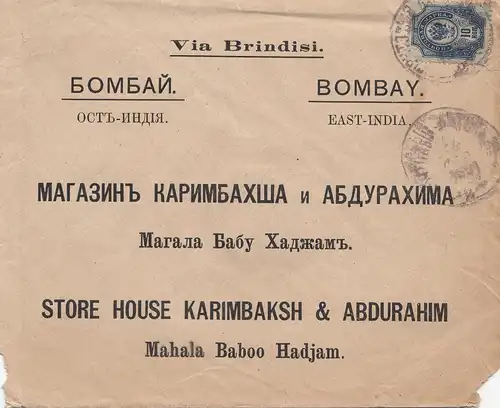 Via Brindisi.
10
БОМБАЙ. BOMBAY.
ОСТЪ-ИНДІЯ. EAST-INDIA.
МАГАЗИНЪ КАРИМБАХША и АБДУРАХИМА
Магала Бабу Хаджамъ.
STORE HOUSE KARIMBAKSH & ABDURAHIM
Mahala Baboo Hadjam.